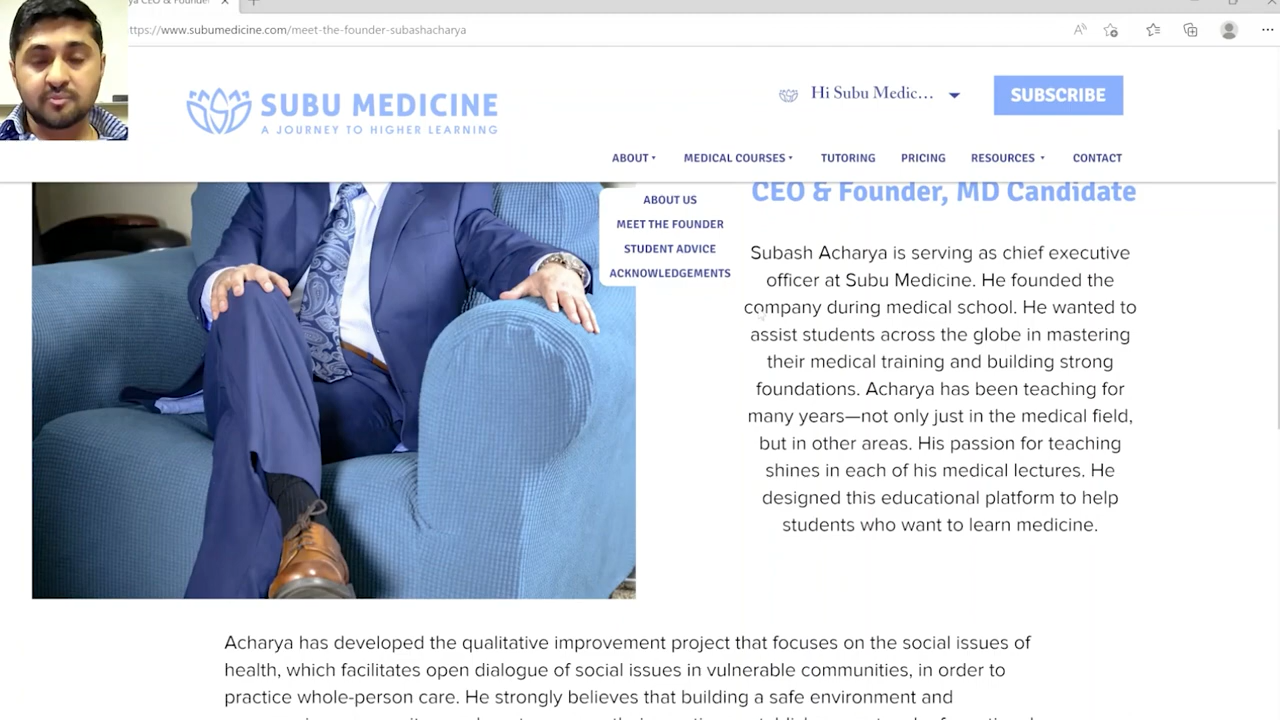 ya CEO & Founder
ttps://www.subumedicine.com/meet-the-founder-subashacharya
SUBU MEDICINE
A JOURNEY TO HIGHER LEARNING
Hi Subu Medic...
SUBSCRIBE
ABOUT
MEDICAL COURSES
TUTORING
PRICING
RESOURCES
CONTACT
ABOUT US
MEET THE FOUNDER
STUDENT ADVICE
ACKNOWLEDGEMENTS
CEO & Founder, MD Candidate
Subash Acharya is serving as chief executive
officer at Subu Medicine. He founded the
company during medical school. He wanted to
assist students across the globe in mastering
their medical training and building strong
foundations. Acharya has been teaching for
many years—not only just in the medical field,
but in other areas. His passion for teaching
shines in each of his medical lectures. He
designed this educational platform to help
students who want to learn medicine.
Acharya has developed the qualitative improvement project that focuses on the social issues of
health, which facilitates open dialogue of social issues in vulnerable communities, in order to
practice whole-person care. He strongly believes that building a safe environment and